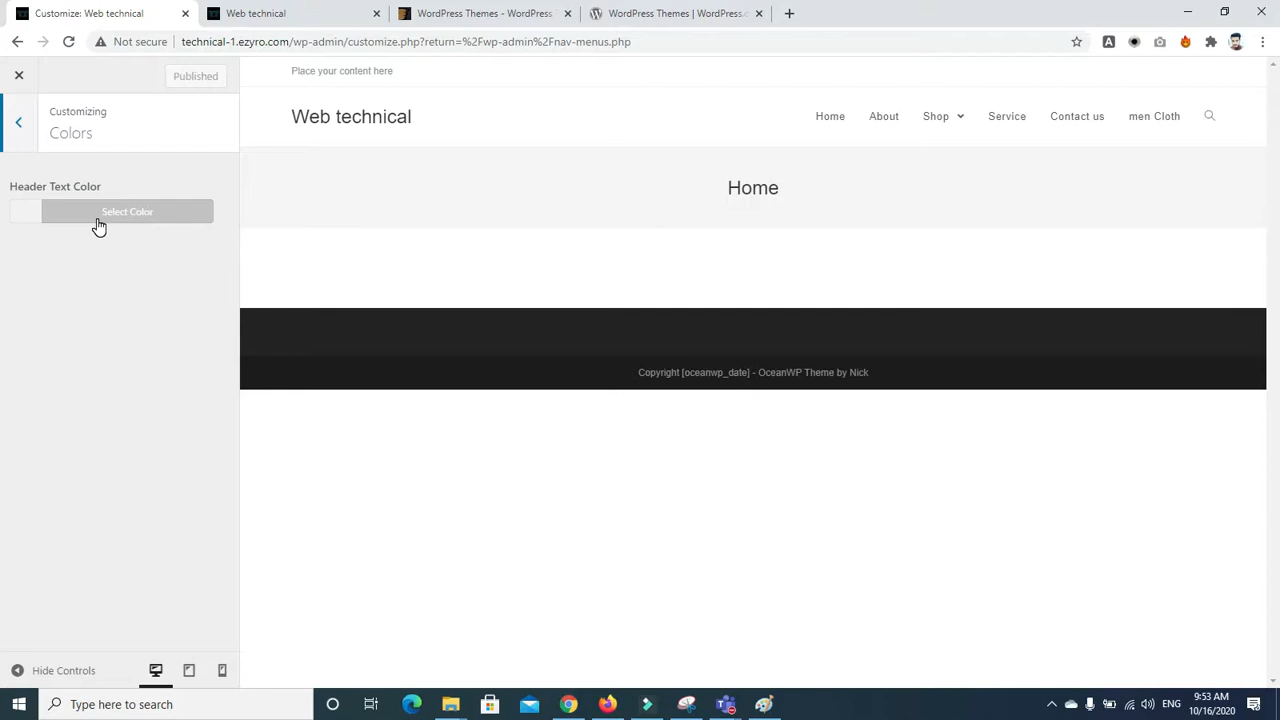 Customize: Web technical
Web technical
WordPress Themes - WordPress
WordPress Themes | WordPress.c
Not secure
technical-1.ezyro.com/wp-admin/customize.php?return=%2Fwp-admin%2Fnav-menus.php
Published
Customizing
Colors
Header Text Color
Select Color
Place your content here
Web technical
Home
About
Shop
Service
Contact us
men Cloth
Home
Copyright [oceanwp_date] - OceanWP Theme by Nick
Hide Controls
Type here to search
ENG
9:53 AM
10/16/2020